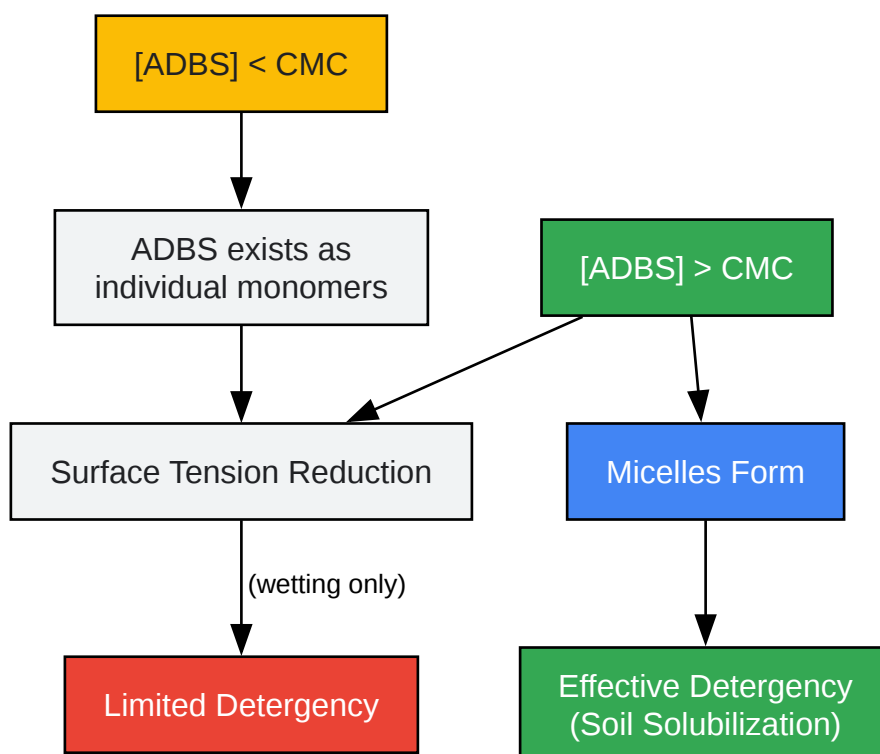 [ADBS] < CMC
ADBS exists as
individual monomers
[ADBS] > CMC
Surface Tension Reduction
Micelles Form
(wetting only)
Limited Detergency
Effective Detergency
(Soil Solubilization)